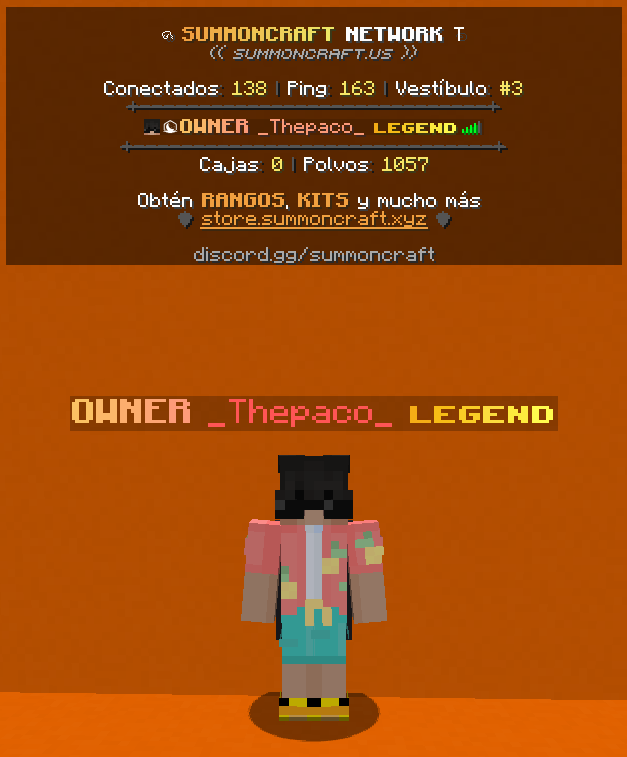 SUMMONCRAFT NETWORK T
(( SUMMONCRAFT.US ))
Conectados: 138 | Ping: 163 | Vestíbulo: #3
OWNER _Thepaco_ LEGEND
Cajas: 0 | Polvos: 1057
Obtén RANGOS, KITS y mucho más
store.summoncraft.xyz
discord.gg/summoncraft
OWNER _Thepaco_ LEGEND